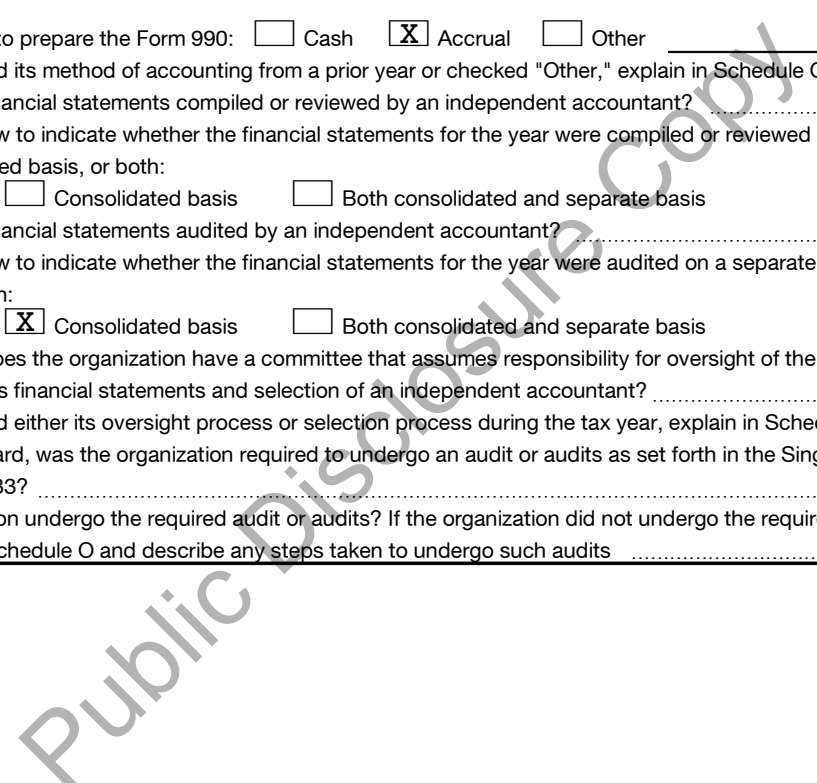 to prepare the Form 990: Cash X Accrual Other
d its method of accounting from a prior year or checked "Other," explain in Schedule O
nancial statements compiled or reviewed by an independent accountant?
w to indicate whether the financial statements for the year were compiled or reviewed
ed basis, or both:
Consolidated basis Both consolidated and separate basis
nancial statements audited by an independent accountant?
w to indicate whether the financial statements for the year were audited on a separate
h:
X Consolidated basis Both consolidated and separate basis
oes the organization have a committee that assumes responsibility for oversight of the
s financial statements and selection of an independent accountant?
d either its oversight process or selection process during the tax year, explain in Sched
ard, was the organization required to undergo an audit or audits as set forth in the Sing
33?
on undergo the required audit or audits? If the organization did not undergo the requir
chedule O and describe any steps taken to undergo such audits
Public Disclosure Copy